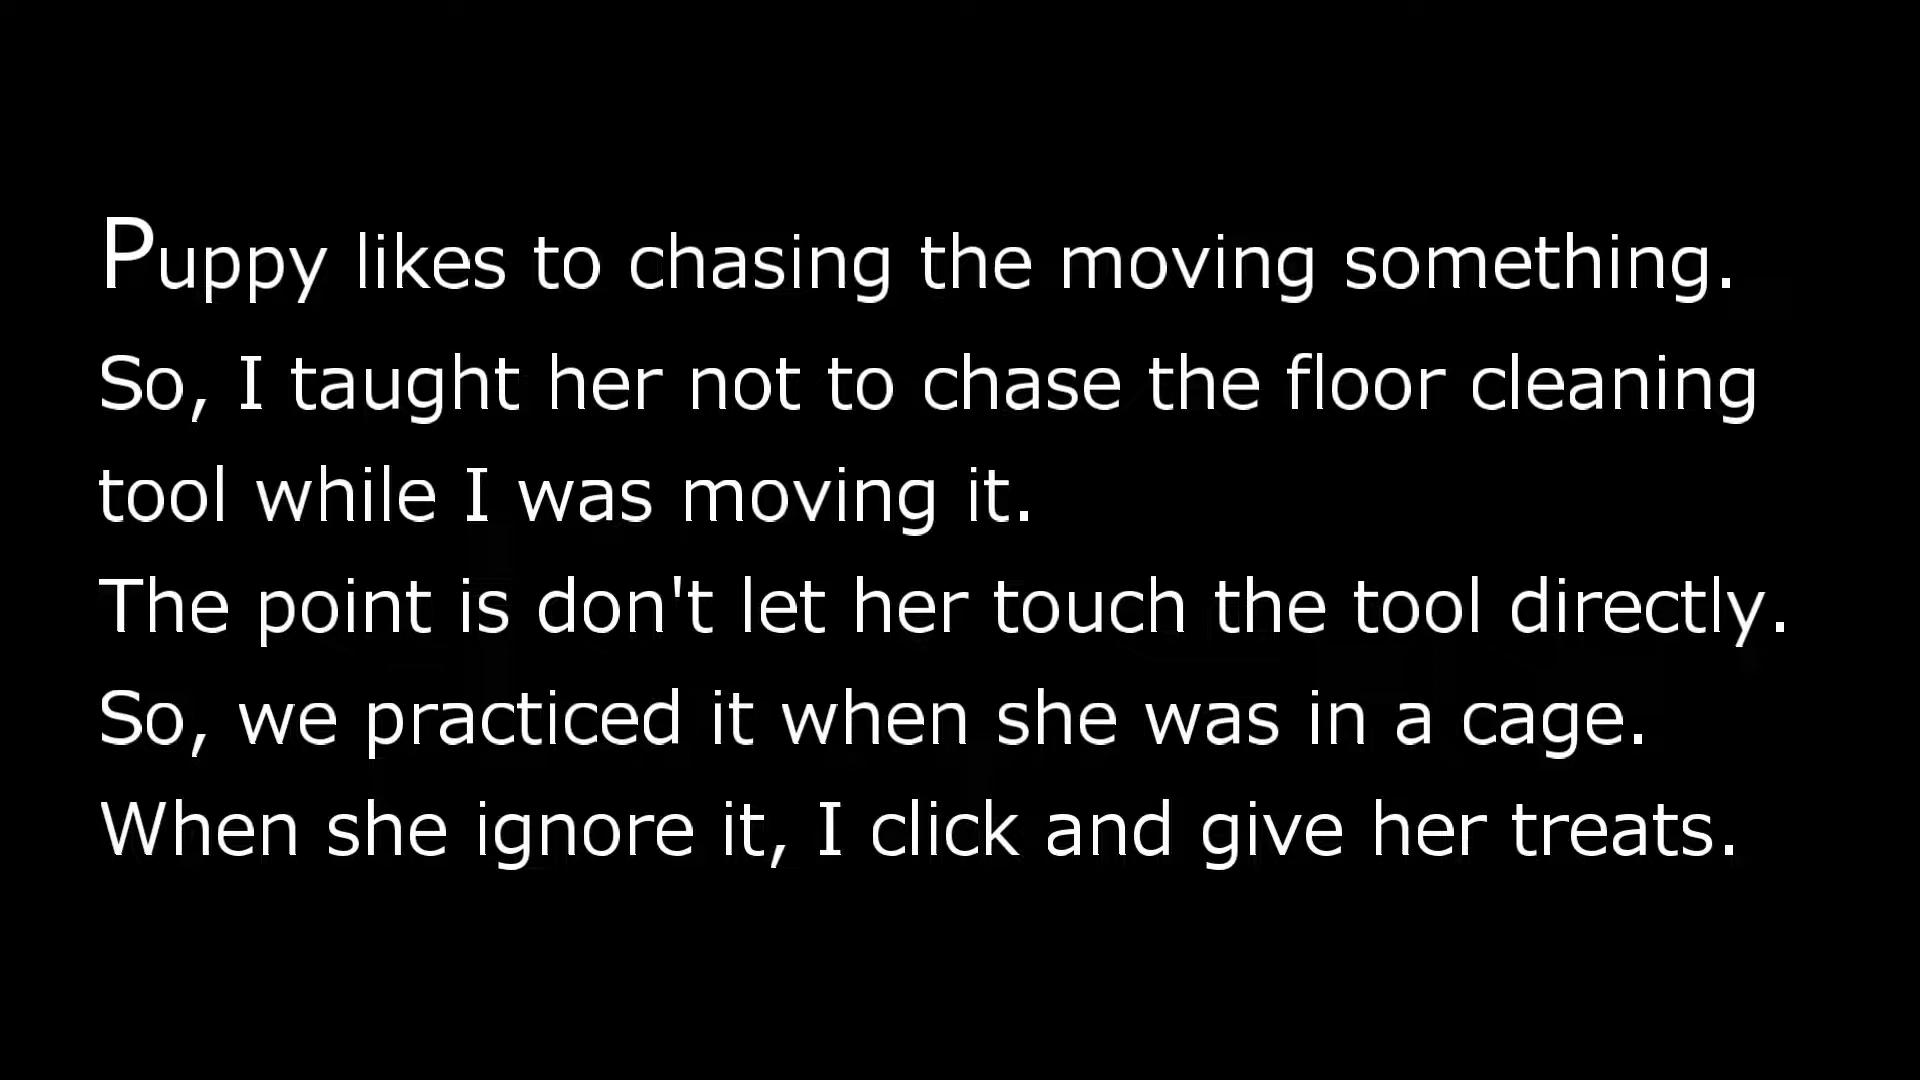 Puppy likes to chasing the moving something.
So, I taught her not to chase the floor cleaning
tool while I was moving it.
The point is don't let her touch the tool directly.
So, we practiced it when she was in a cage.
When she ignore it, I click and give her treats.